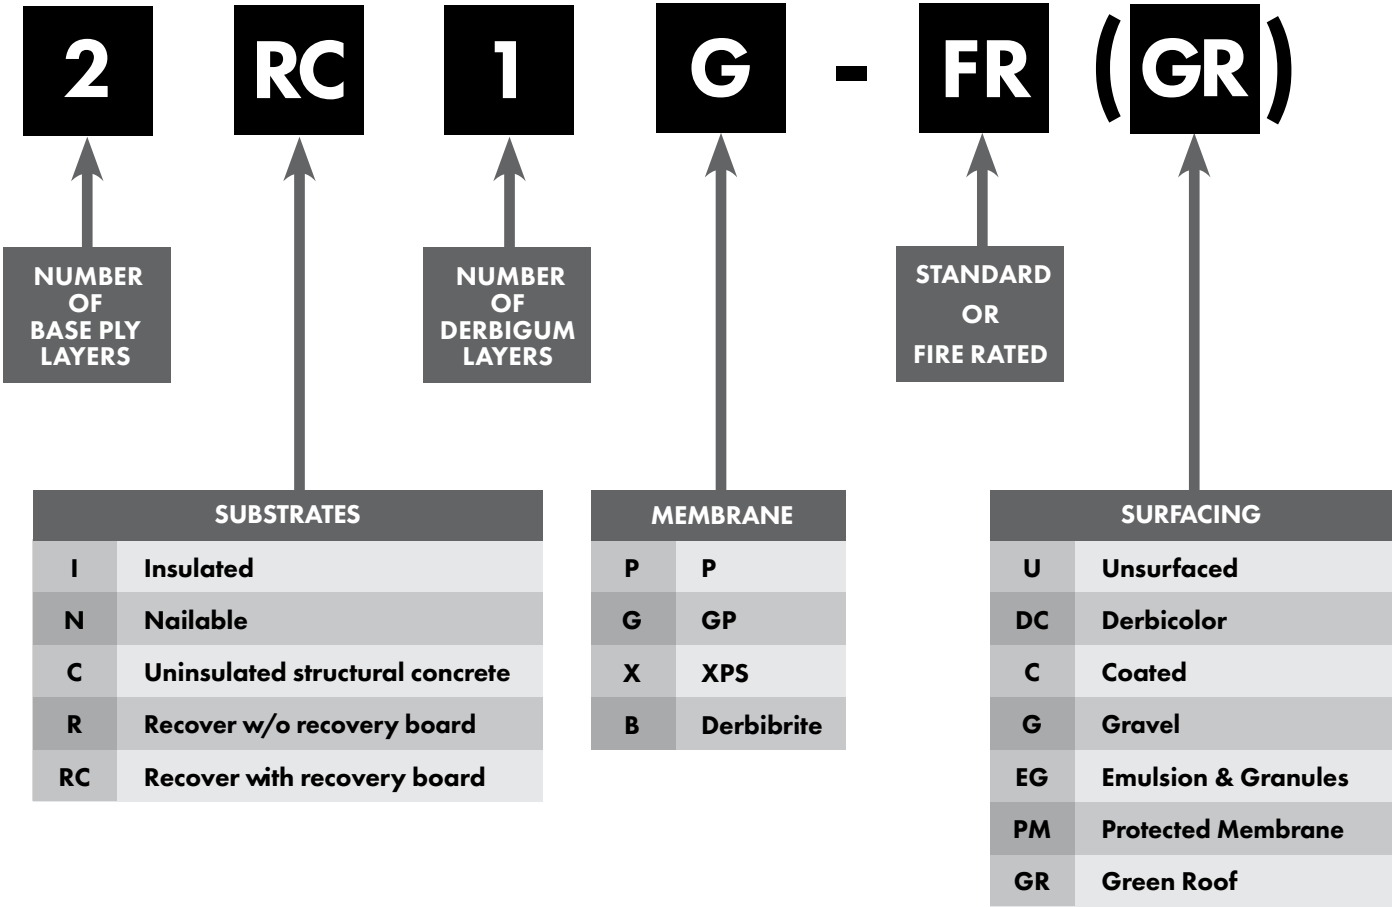 2 RC 1 G - FR (GR)
NUMBER
OF
BASE PLY
LAYERS
NUMBER
OF
DERBIGUM
LAYERS
STANDARD
OR
FIRE RATED
SUBSTRATES
I Insulated
N Nailable
C Uninsulated structural concrete
R Recover w/o recovery board
RC Recover with recovery board
MEMBRANE
P P
G GP
X XPS
B Derbibrite
SURFACING
U Unsurfaced
DC Derbicolor
C Coated
G Gravel
EG Emulsion & Granules
PM Protected Membrane
GR Green Roof